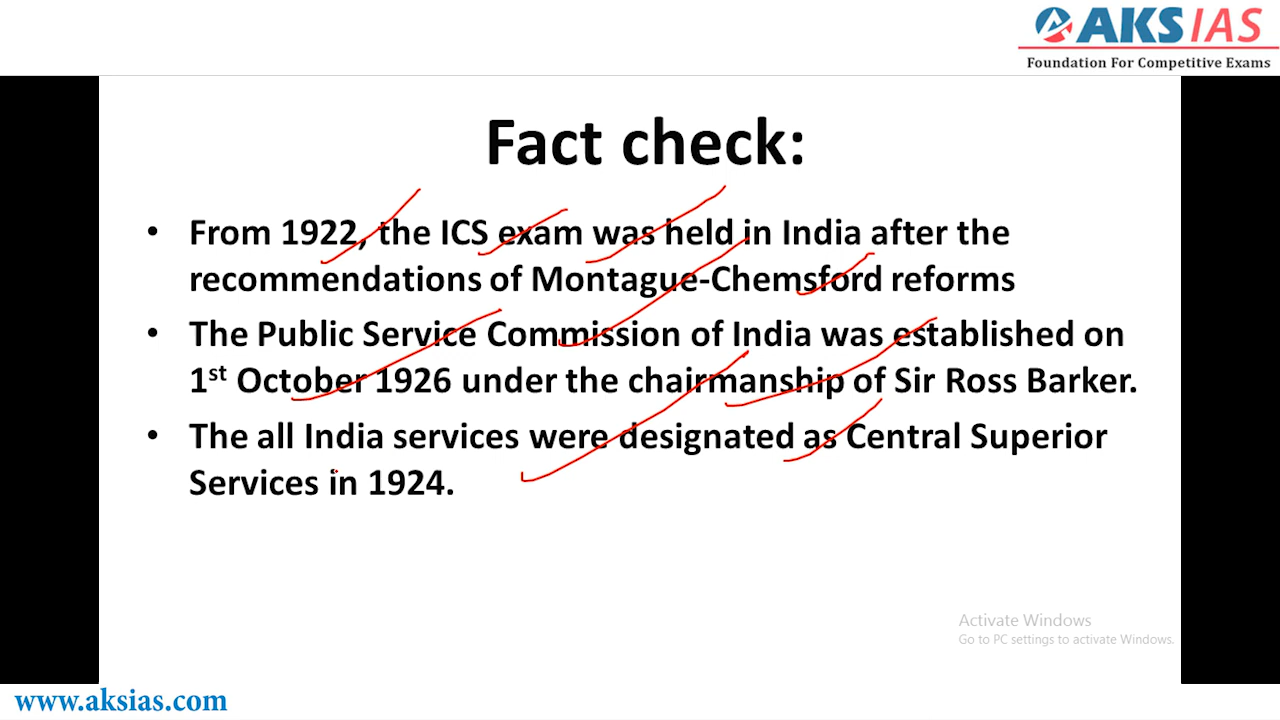 AKS IAS
Foundation For Competitive Exams
Fact check:
• From 1922, the ICS exam was held in India after the
recommendations of Montague-Chemsford reforms
• The Public Service Commission of India was established on
1st October 1926 under the chairmanship of Sir Ross Barker.
• The all India services were designated as Central Superior
Services in 1924.
Activate Windows
Go to PC settings to activate Windows.
www.aksias.com